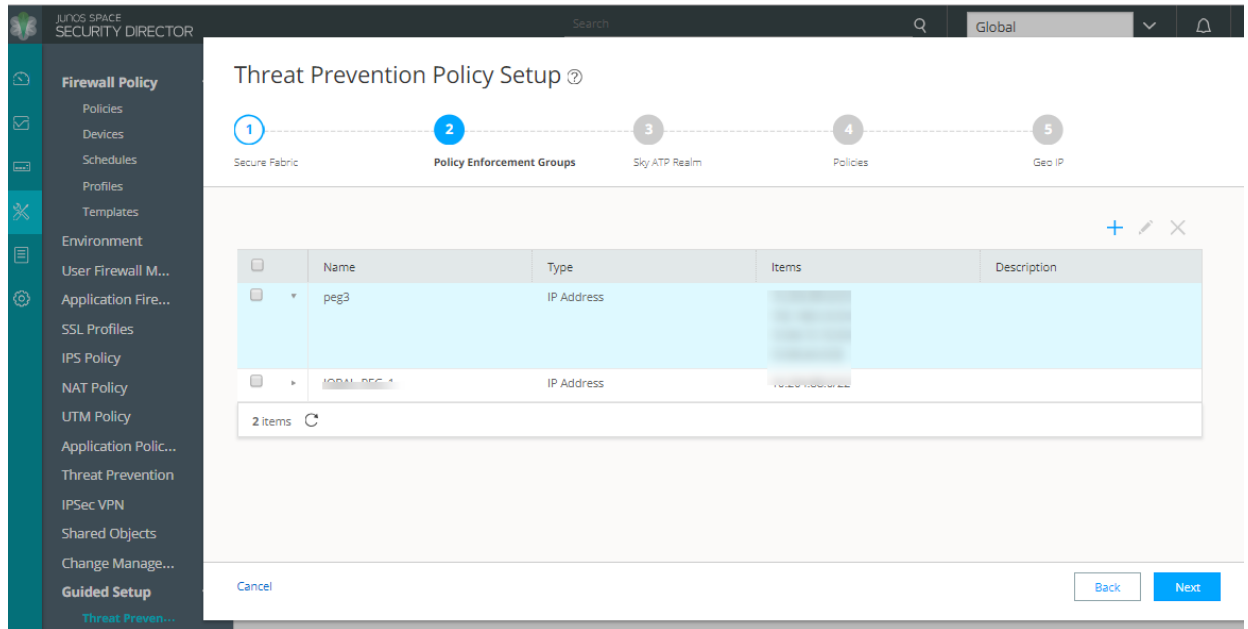 JUNOS SPACE
SECURITY DIRECTOR
Search
Global
Firewall Policy
Policies
Devices
Schedules
Profiles
Templates
Environment
User Firewall M...
Application Fire...
SSL Profiles
IPS Policy
NAT Policy
UTM Policy
Application Polic...
Threat Prevention
IPSec VPN
Shared Objects
Change Manage...
Guided Setup
Threat Preven...
Threat Prevention Policy Setup ?
1 2 3 4 5
Secure Fabric Policy Enforcement Groups Sky ATP Realm Policies Geo IP
Name Type Items Description
peg3 IP Address
IP Address
2 items
Cancel Back Next